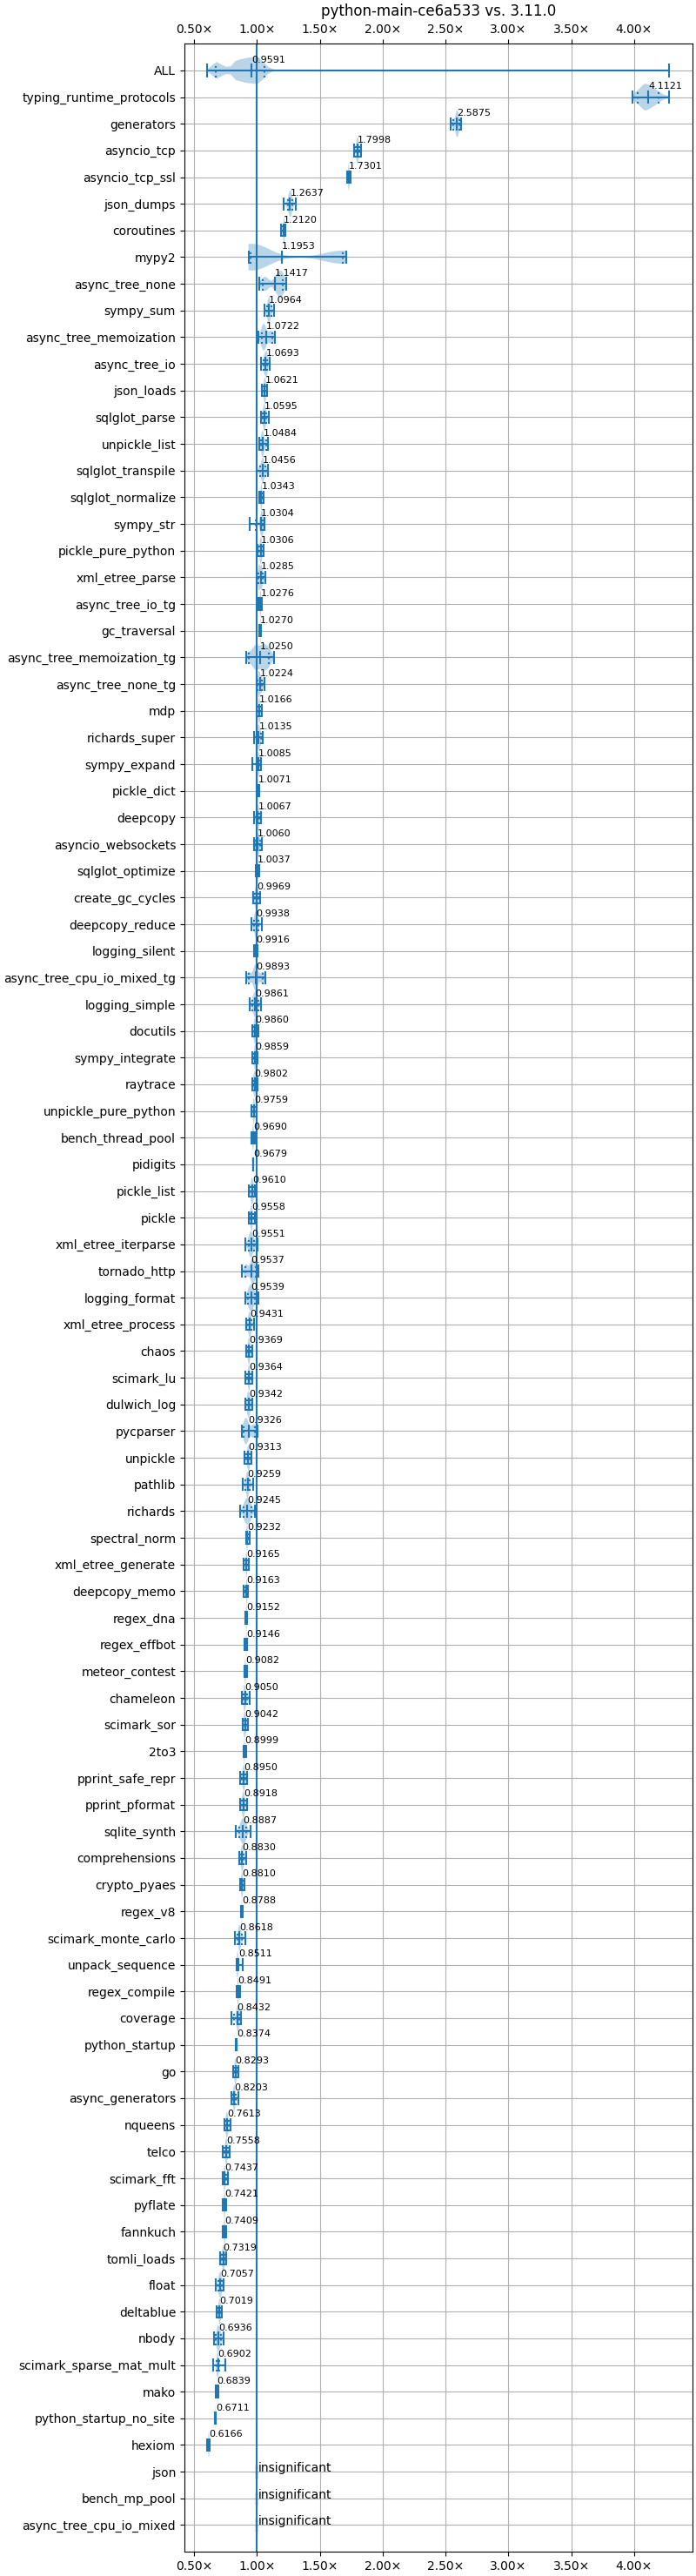 python-main-ce6a533 vs. 3.11.0
0.50× 1.00× 1.50× 2.00× 2.50× 3.00× 3.50× 4.00×
ALL 0.9591
typing_runtime_protocols 4.1121
generators 2.5875
asyncio_tcp 1.7998
asyncio_tcp_ssl 1.7301
json_dumps 1.2637
coroutines 1.2120
mypy2 1.1953
async_tree_none 1.1417
sympy_sum 1.0964
async_tree_memoization 1.0722
async_tree_io 1.0693
json_loads 1.0621
sqlglot_parse 1.0595
unpickle_list 1.0484
sqlglot_transpile 1.0456
sqlglot_normalize 1.0343
sympy_str 1.0304
pickle_pure_python 1.0306
xml_etree_parse 1.0285
async_tree_io_tg 1.0276
gc_traversal 1.0270
async_tree_memoization_tg 1.0250
async_tree_none_tg 1.0224
mdp 1.0166
richards_super 1.0135
sympy_expand 1.0085
pickle_dict 1.0071
deepcopy 1.0067
asyncio_websockets 1.0060
sqlglot_optimize 1.0037
create_gc_cycles 0.9969
deepcopy_reduce 0.9938
logging_silent 0.9916
async_tree_cpu_io_mixed_tg 0.9893
logging_simple 0.9861
docutils 0.9860
sympy_integrate 0.9859
raytrace 0.9802
unpickle_pure_python 0.9759
bench_thread_pool 0.9690
pidigits 0.9679
pickle_list 0.9610
pickle 0.9558
xml_etree_iterparse 0.9551
tornado_http 0.9537
logging_format 0.9539
xml_etree_process 0.9431
chaos 0.9369
scimark_lu 0.9364
dulwich_log 0.9342
pycparser 0.9326
unpickle 0.9313
pathlib 0.9259
richards 0.9245
spectral_norm 0.9232
xml_etree_generate 0.9165
deepcopy_memo 0.9163
regex_dna 0.9152
regex_effbot 0.9146
meteor_contest 0.9082
chameleon 0.9050
scimark_sor 0.9042
2to3 0.8999
pprint_safe_repr 0.8950
pprint_pformat 0.8918
sqlite_synth 0.8887
comprehensions 0.8830
crypto_pyaes 0.8810
regex_v8 0.8788
scimark_monte_carlo 0.8618
unpack_sequence 0.8511
regex_compile 0.8491
coverage 0.8432
python_startup 0.8374
go 0.8293
async_generators 0.8203
nqueens 0.7613
telco 0.7558
scimark_fft 0.7437
pyflate 0.7421
fannkuch 0.7409
tomli_loads 0.7319
float 0.7057
deltablue 0.7019
nbody 0.6936
scimark_sparse_mat_mult 0.6902
mako 0.6839
python_startup_no_site 0.6711
hexiom 0.6166
json insignificant
bench_mp_pool insignificant
async_tree_cpu_io_mixed insignificant
0.50× 1.00× 1.50× 2.00× 2.50× 3.00× 3.50× 4.00×